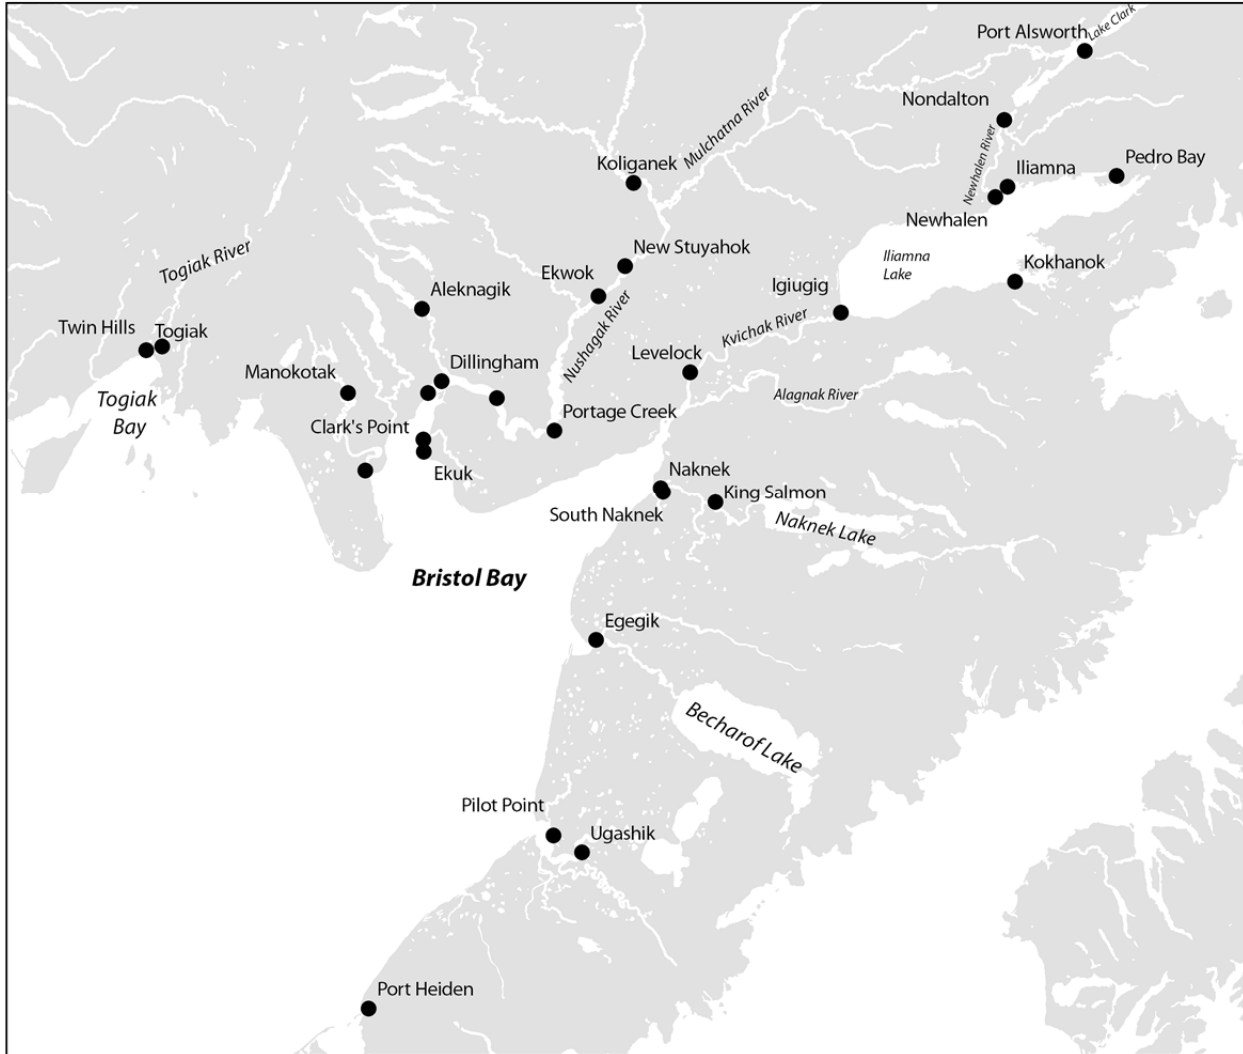 Port Alsworth
Lake Clark
Nondalton
Mulchatna River
Newhalen River
Koliganek
Iliamna
Pedro Bay
Newhalen
Togiak River
New Stuyahok
Iliamna
Lake
Kokhanok
Ekwok
Aleknagik
Igiugig
Nushagak River
Kvichak River
Twin Hills
Togiak
Levelock
Manokotak
Dillingham
Togiak
Bay
Alagnak River
Clark's Point
Portage Creek
Ekuk
Naknek
King Salmon
South Naknek
Naknek Lake
Bristol Bay
Egegik
Becharof Lake
Pilot Point
Ugashik
Port Heiden